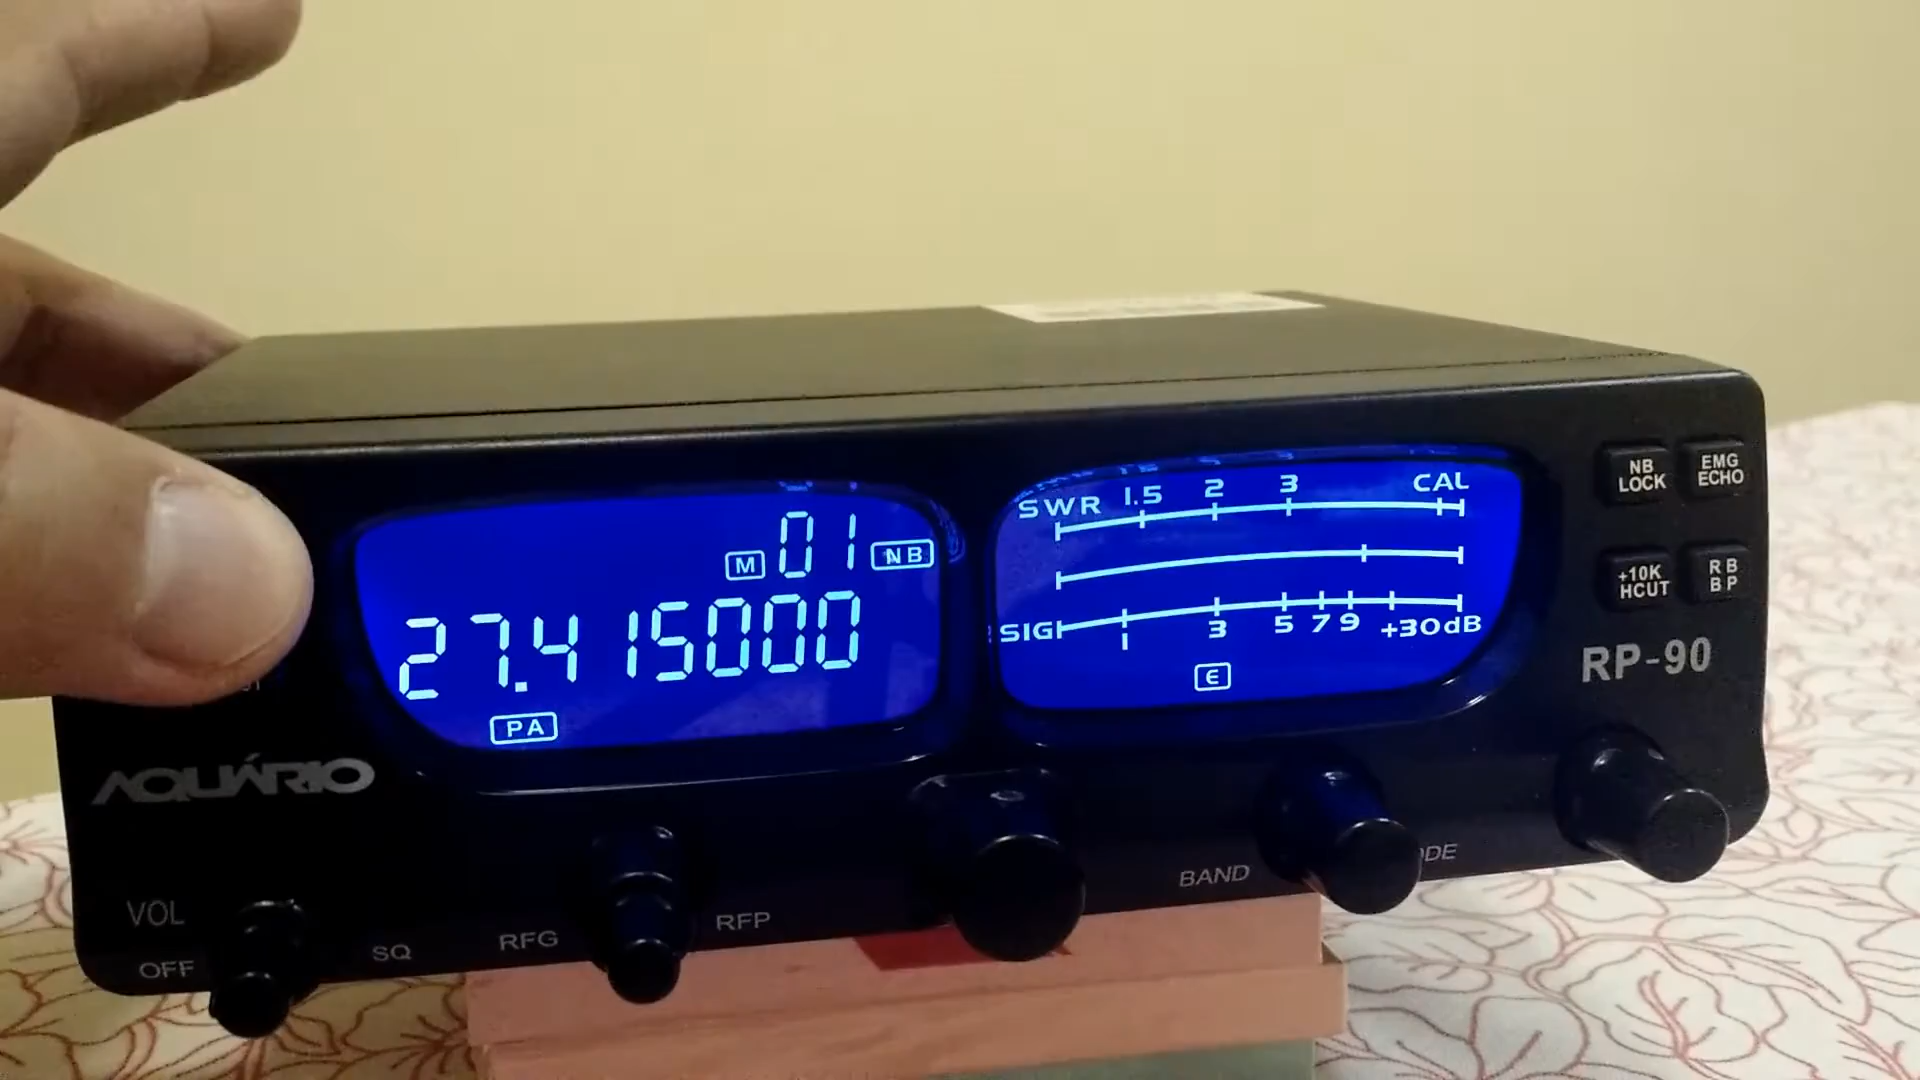 M 01 NB
27.415000
PA
SWR 1.5 2 3 CAL
SIG 1 3 5 7 9 +30dB
E
NB
LOCK
EMG
ECHO
+10K
HCUT
RB
BP
RP-90
AQUÁRIO
VOL
OFF
SQ
RFG
RFP
BAND